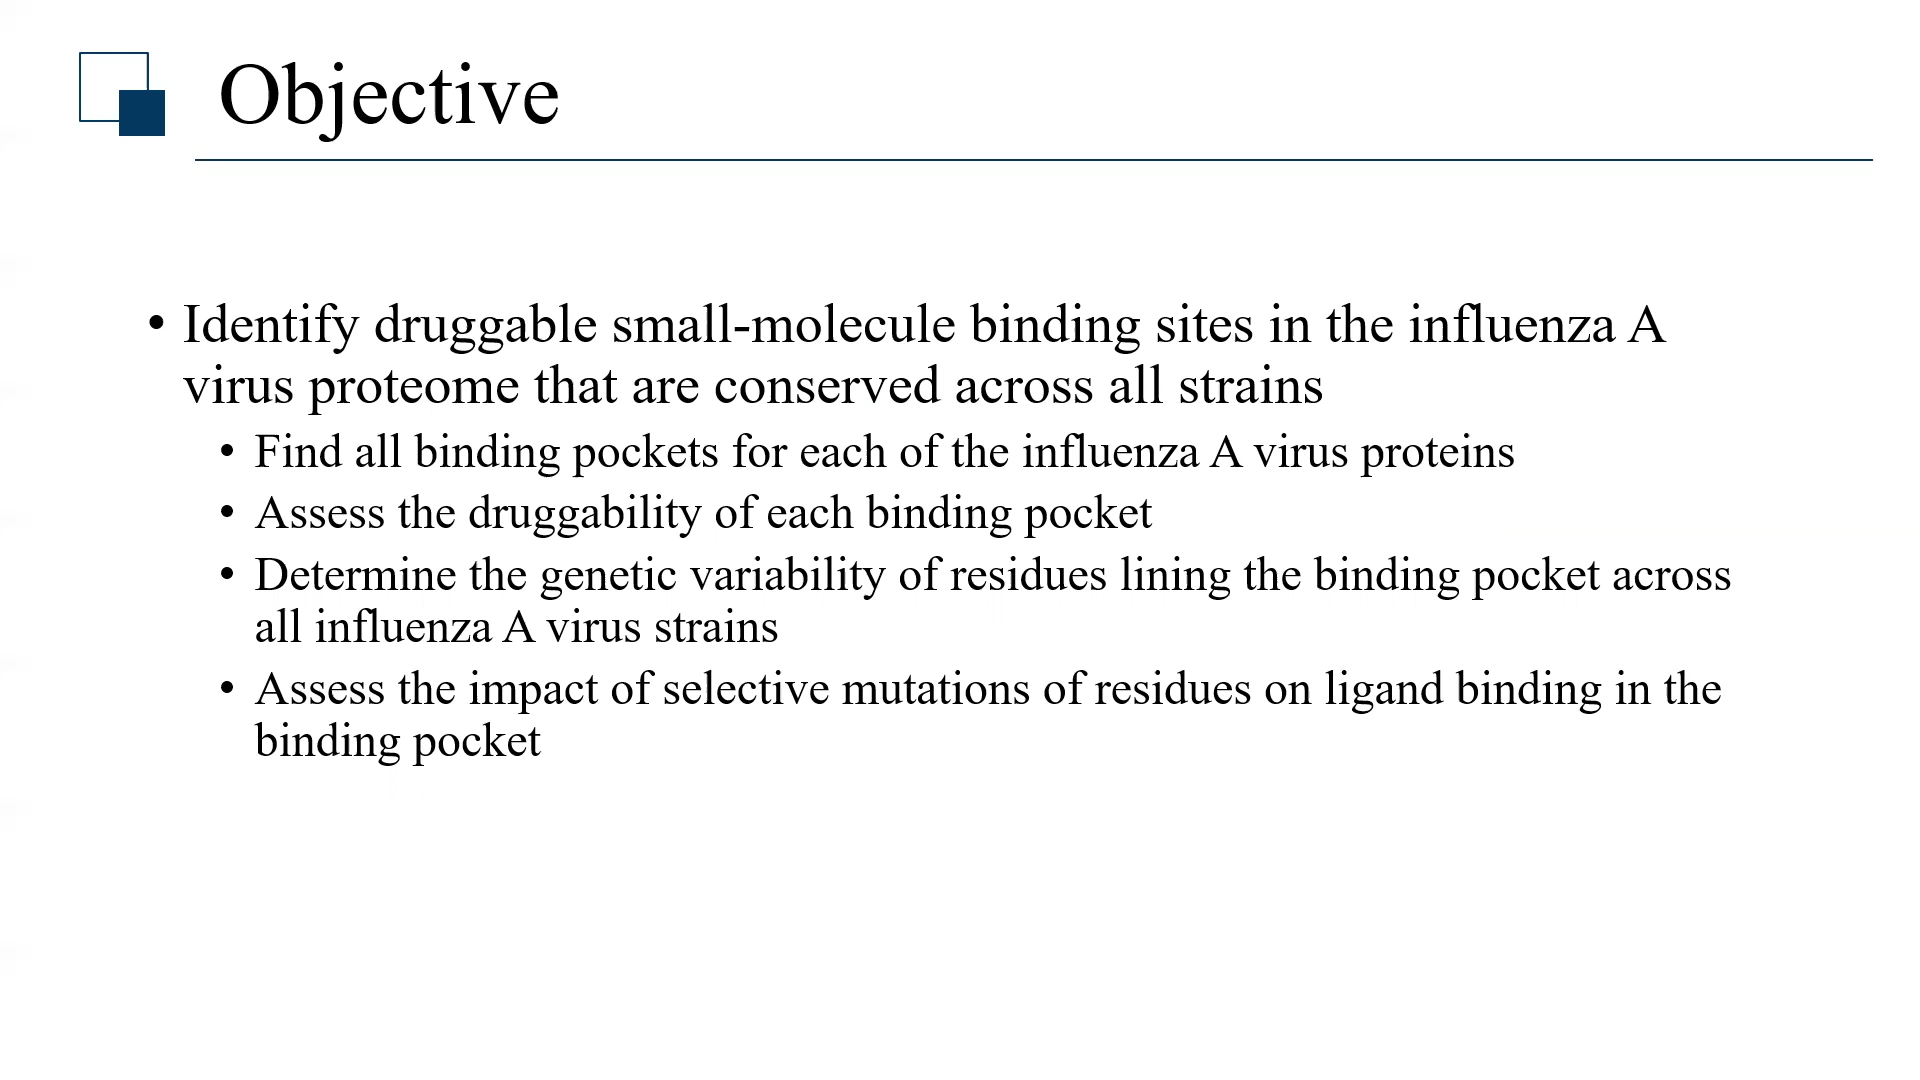 Objective
• Identify druggable small-molecule binding sites in the influenza A
virus proteome that are conserved across all strains
• Find all binding pockets for each of the influenza A virus proteins
• Assess the druggability of each binding pocket
• Determine the genetic variability of residues lining the binding pocket across
all influenza A virus strains
• Assess the impact of selective mutations of residues on ligand binding in the
binding pocket